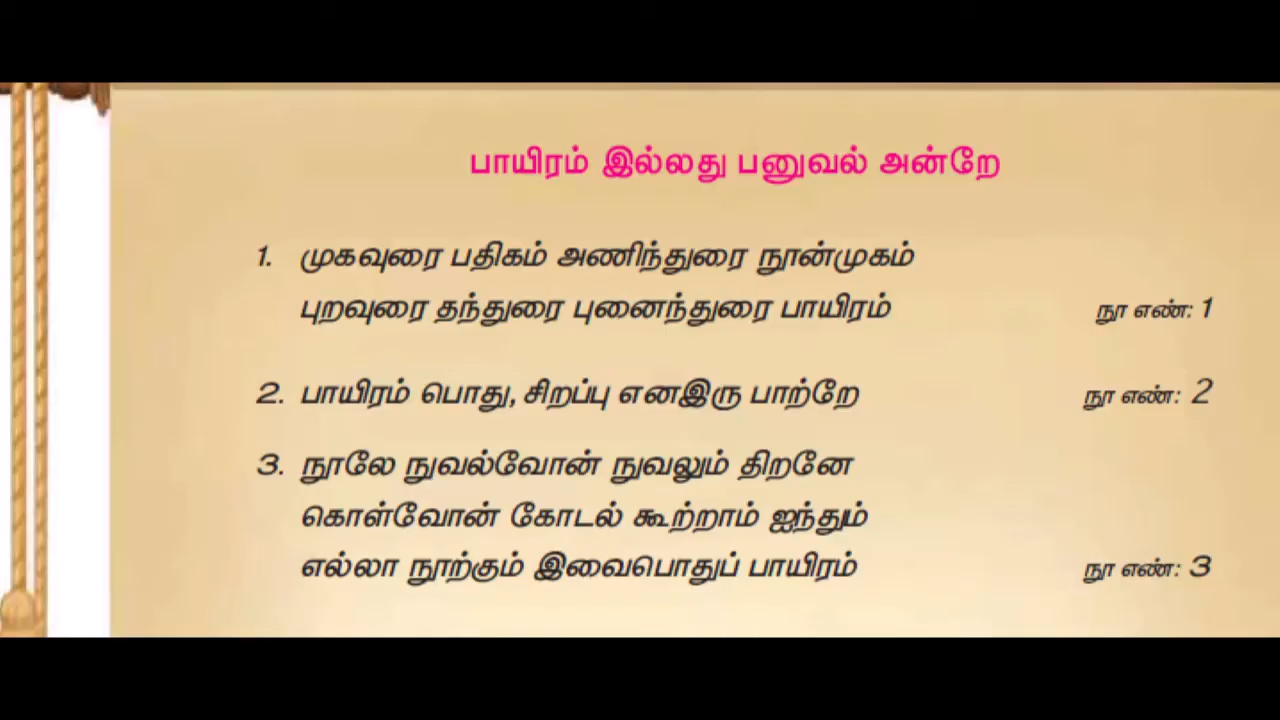 பாயிரம் இல்லது பனுவல் அன்றே
1. முகவுரை பதிகம் அணிந்துரை நூன்முகம்
புறவுரை தந்துரை புனைந்துரை பாயிரம் நூ எண்: 1
2. பாயிரம் பொது, சிறப்பு எனஇரு பாற்றே நூ எண்: 2
3. நூலே நுவல்வோன் நுவலும் திறனே
கொள்வோன் கோடல் கூற்றாம் ஐந்தும்
எல்லா நூற்கும் இவைபொதுப் பாயிரம் நூ எண்: 3